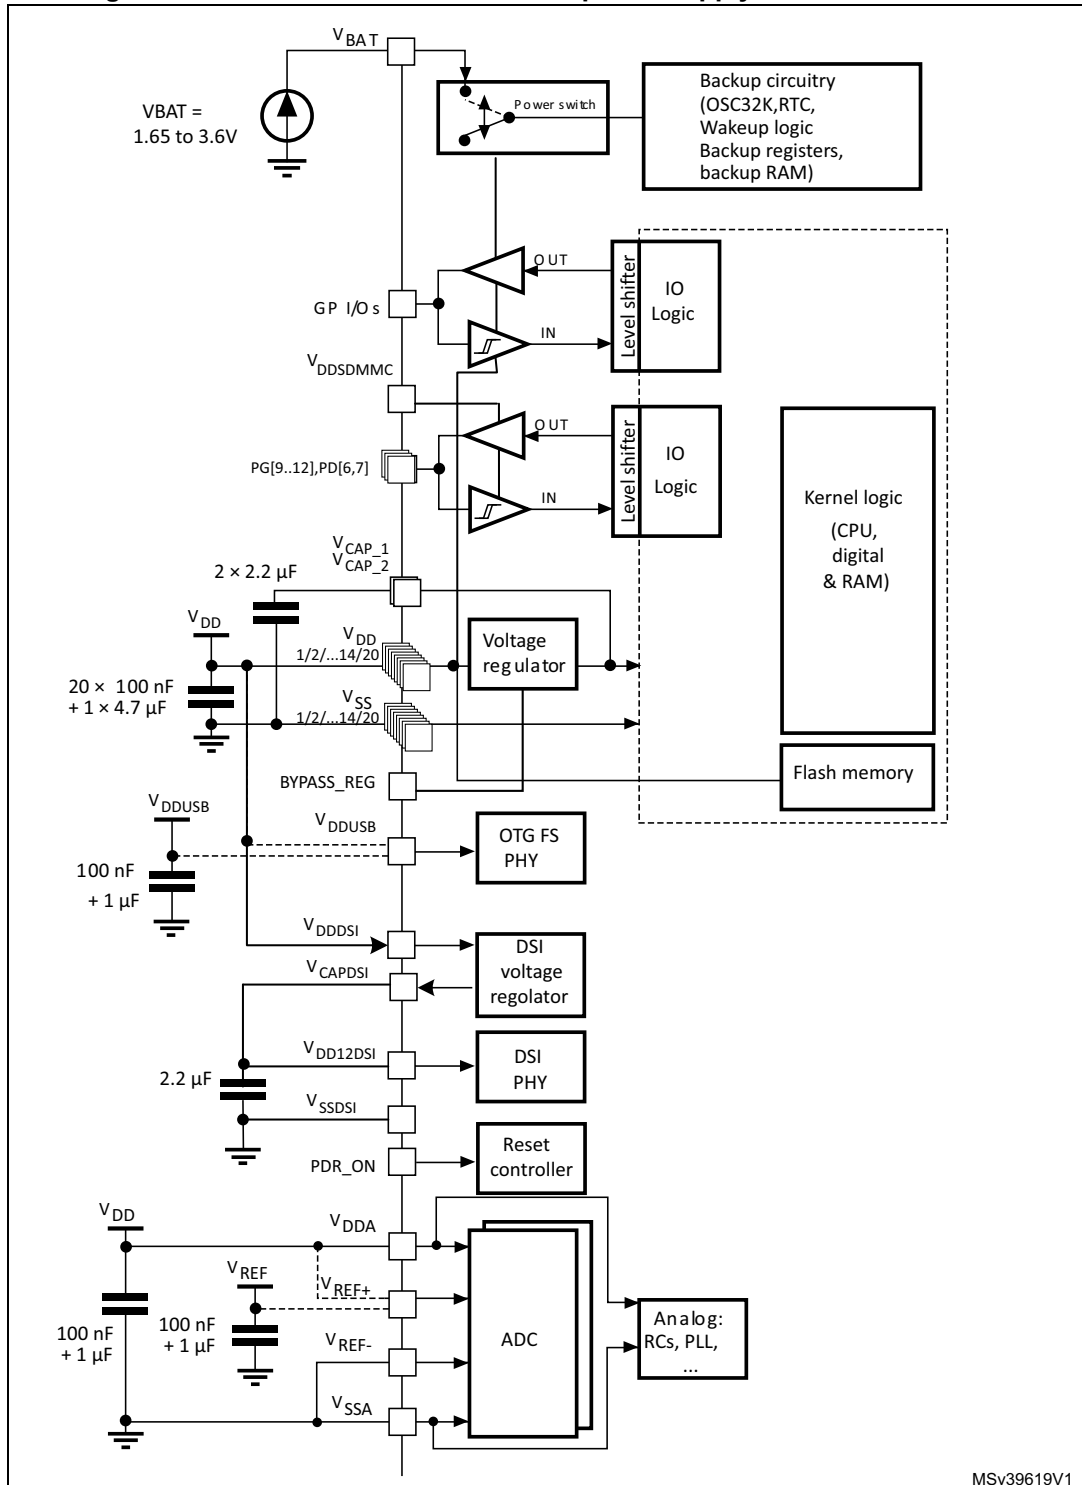 VBAT
VBAT =
1.65 to 3.6V
Power switch
Backup circuitry
(OSC32K,RTC,
Wakeup logic
Backup registers,
backup RAM)
OUT
GP I/Os
IN
Level shifter
IO
Logic
VDDSDMMC
OUT
PG[9..12],PD[6,7]
IN
Level shifter
IO
Logic
Kernel logic
(CPU,
digital
& RAM)
VCAP_1
VCAP_2
2 × 2.2 µF
VDD
VDD
1/2/...14/20
Voltage
regulator
20 × 100 nF
+ 1 × 4.7 µF
VSS
1/2/...14/20
BYPASS_REG
Flash memory
VDDUSB
VDDUSB
OTG FS
PHY
100 nF
+ 1 µF
VDDDSI
DSI
voltage
regolator
VCAPDSI
VDD12DSI
DSI
PHY
2.2 µF
VSSDSI
PDR_ON
Reset
controller
VDD
VDDA
VREF
VREF+
100 nF
+ 1 µF
100 nF
+ 1 µF
VREF-
ADC
Analog:
RCs, PLL,
...
VSSA
MSv39619V1